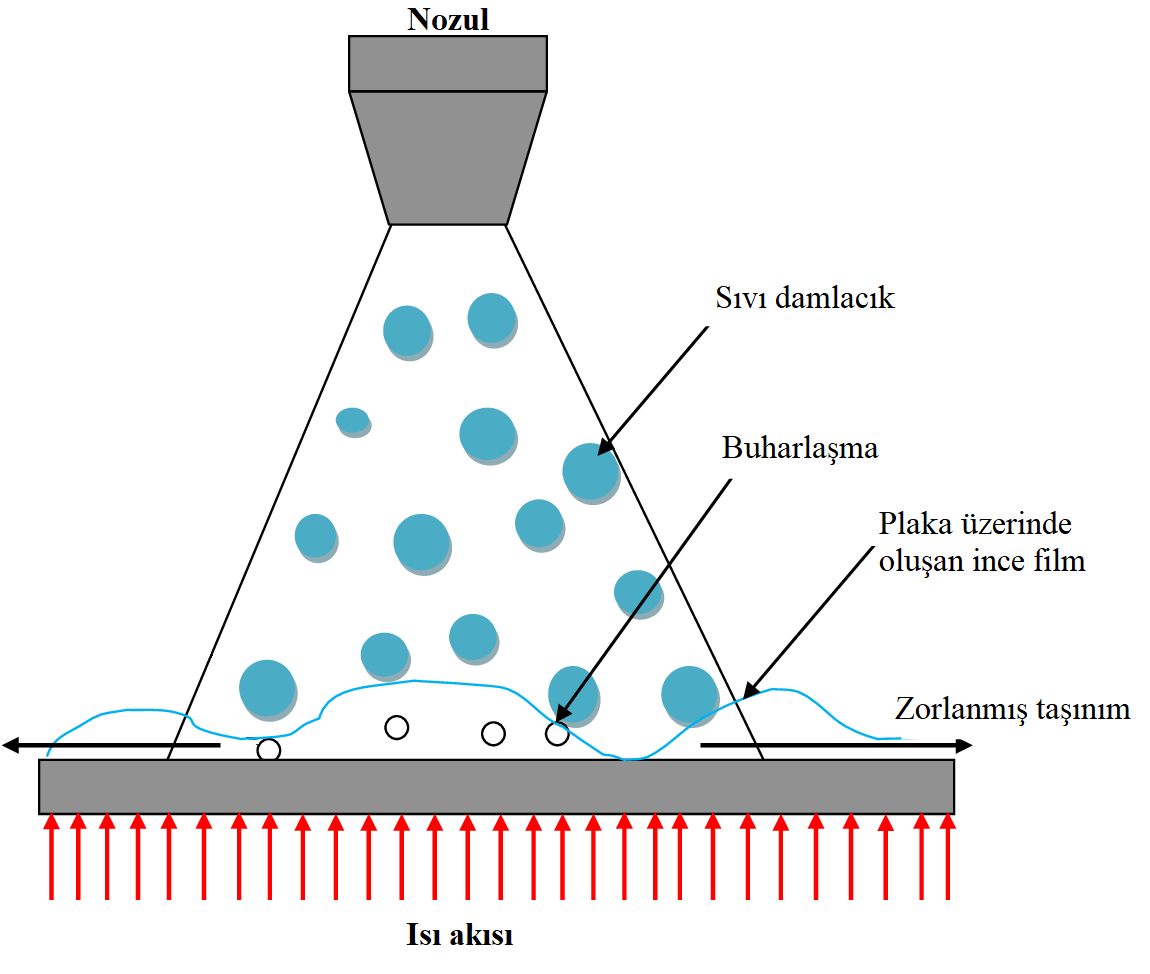 Nozul
Sıvı damlacık
Buharlaşma
Plaka üzerinde
oluşan ince film
Zorlanmış taşınım
Isı akısı